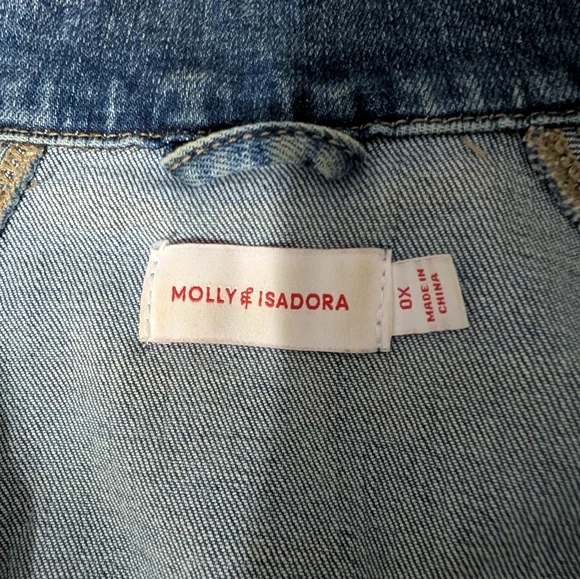 MOLLY & ISADORA
0X
MADE IN
CHINA